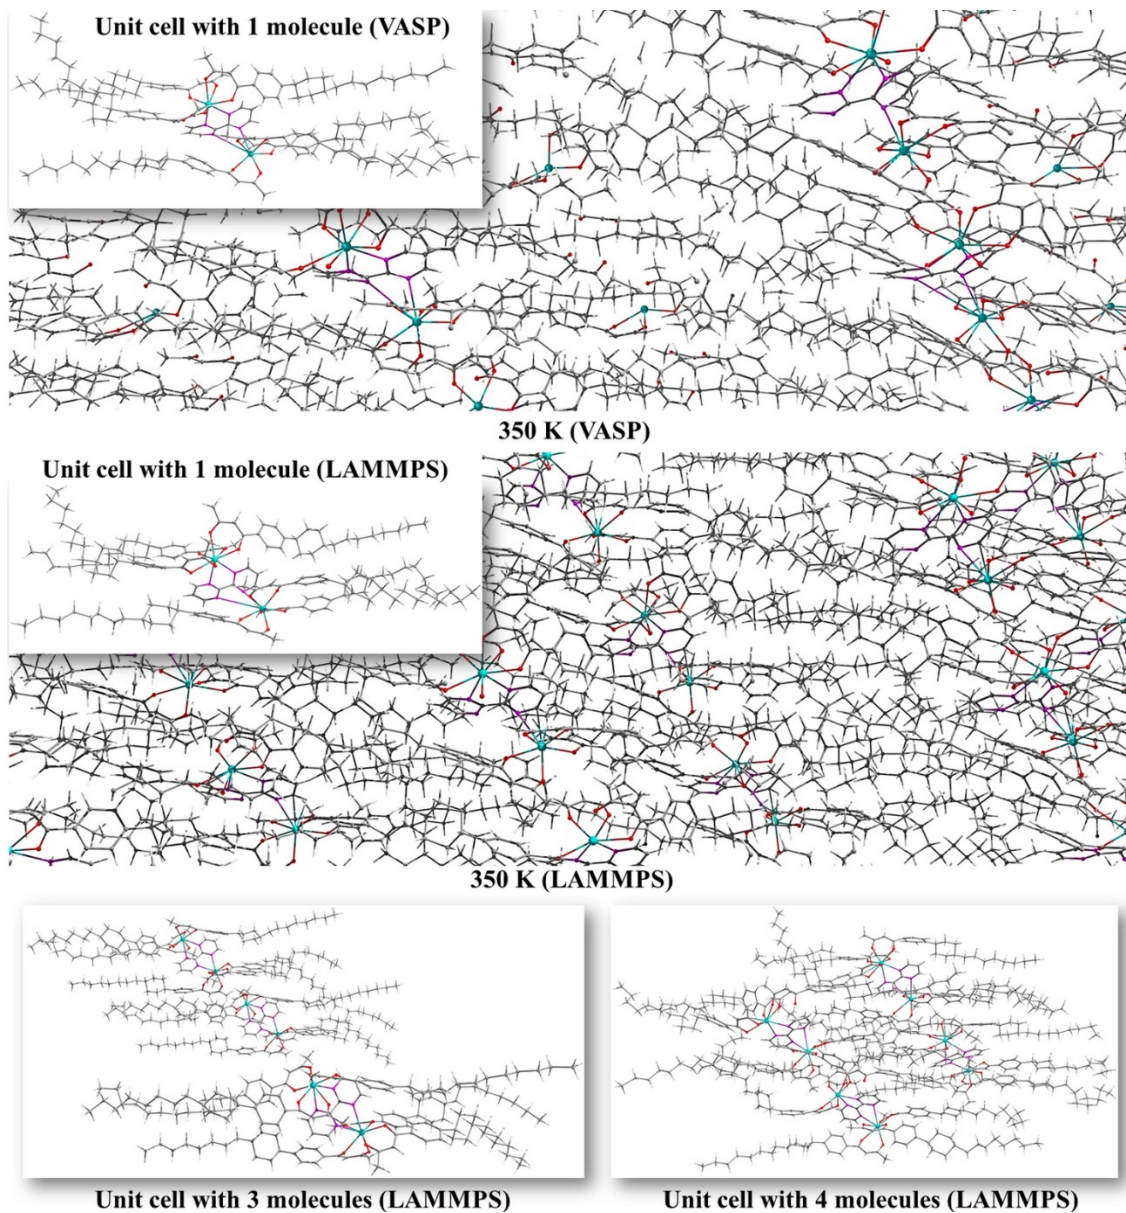 Unit cell with 1 molecule (VASP)
350 K (VASP)
Unit cell with 1 molecule (LAMMPS)
350 K (LAMMPS)
Unit cell with 3 molecules (LAMMPS)
Unit cell with 4 molecules (LAMMPS)